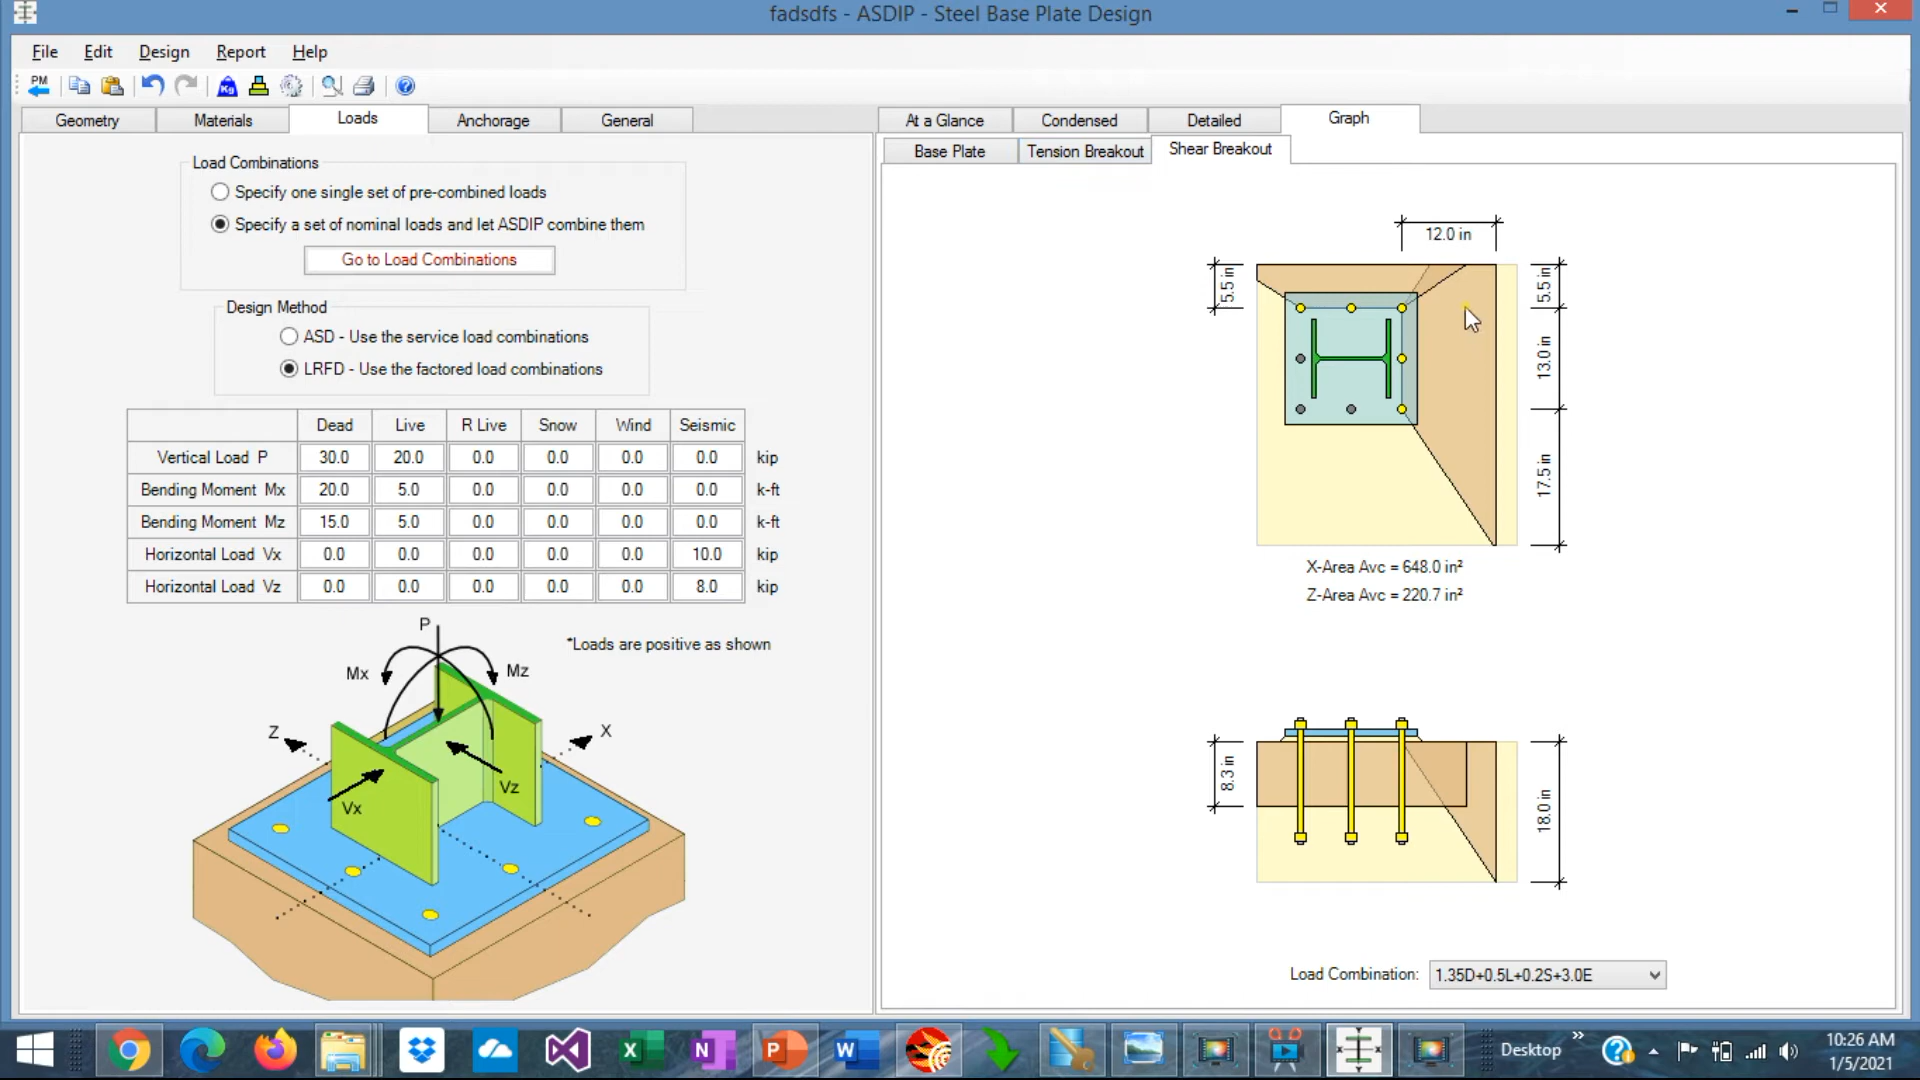 fadsdfs - ASDIP - Steel Base Plate Design
File Edit Design Report Help
PM
Kg
Geometry Materials Loads Anchorage General
Load Combinations
Specify one single set of pre-combined loads
Specify a set of nominal loads and let ASDIP combine them
Go to Load Combinations
Design Method
ASD - Use the service load combinations
LRFD - Use the factored load combinations
Dead Live R Live Snow Wind Seismic
Vertical Load P 30.0 20.0 0.0 0.0 0.0 0.0 kip
Bending Moment Mx 20.0 5.0 0.0 0.0 0.0 0.0 k-ft
Bending Moment Mz 15.0 5.0 0.0 0.0 0.0 0.0 k-ft
Horizontal Load Vx 0.0 0.0 0.0 0.0 0.0 10.0 kip
Horizontal Load Vz 0.0 0.0 0.0 0.0 0.0 8.0 kip
P
*Loads are positive as shown
Mx Mz
Z X
Vx Vz
At a Glance Condensed Detailed Graph
Base Plate Tension Breakout Shear Breakout
12.0 in
5.5 in
5.5 in
13.0 in
17.5 in
X-Area Avc = 648.0 in²
Z-Area Avc = 220.7 in²
8.3 in
18.0 in
Load Combination: 1.35D+0.5L+0.2S+3.0E
Desktop
10:26 AM
1/5/2021